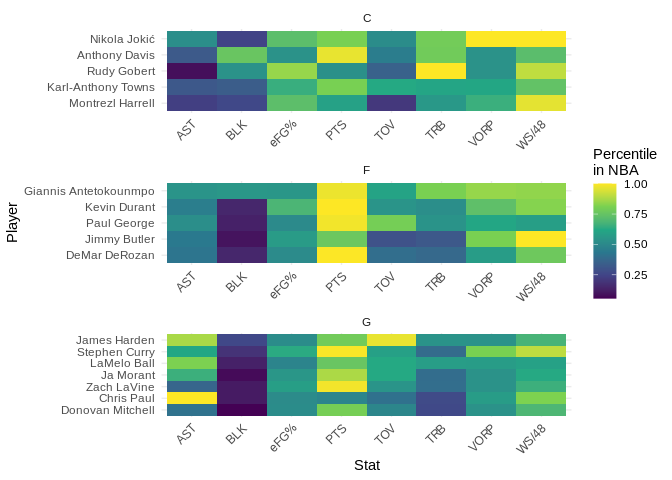 C
Nikola Jokić
Anthony Davis
Rudy Gobert
Karl-Anthony Towns
Montrezl Harrell
AST BLK eFG% PTS TOV TRB VORP WS/48
F
Giannis Antetokounmpo
Kevin Durant
Paul George
Jimmy Butler
DeMar DeRozan
AST BLK eFG% PTS TOV TRB VORP WS/48
G
James Harden
Stephen Curry
LaMelo Ball
Ja Morant
Zach LaVine
Chris Paul
Donovan Mitchell
AST BLK eFG% PTS TOV TRB VORP WS/48
Stat
Player
Percentile
in NBA
1.00
0.75
0.50
0.25